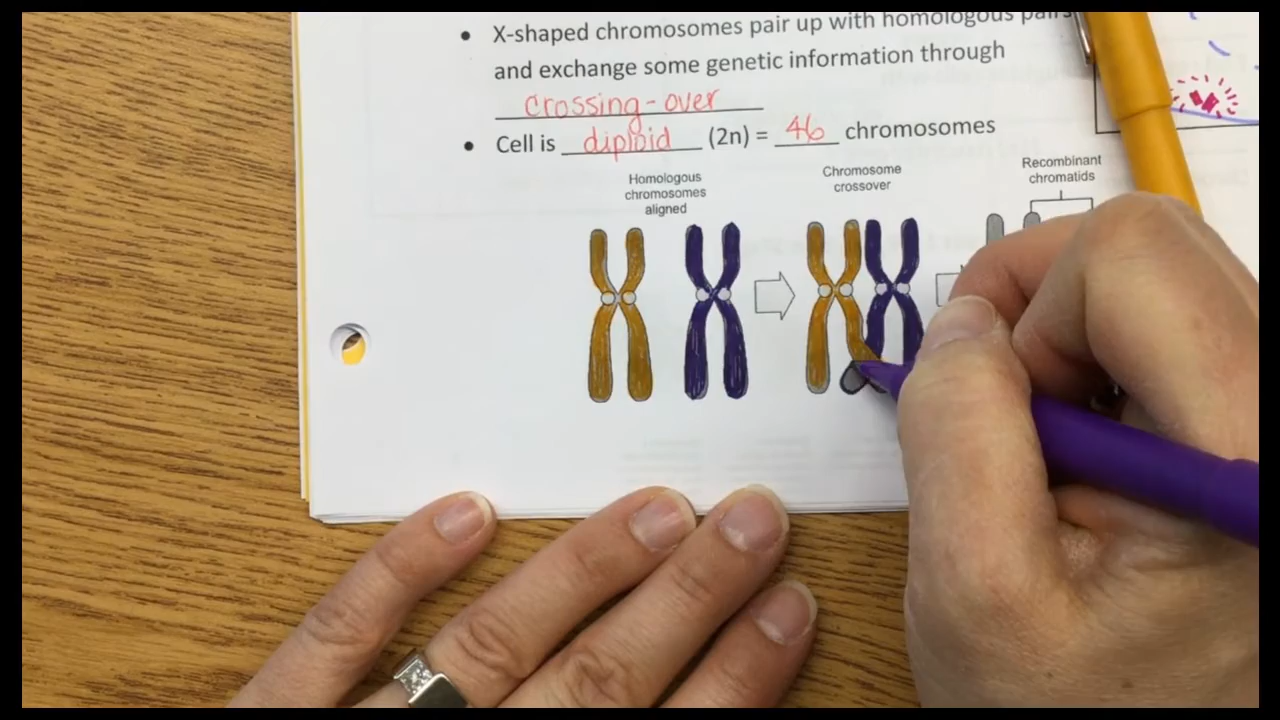 • X-shaped chromosomes pair up with homologous pairs
and exchange some genetic information through
crossing-over
• Cell is diploid (2n) = 46 chromosomes
Homologous
chromosomes
aligned
Chromosome
crossover
Recombinant
chromatids